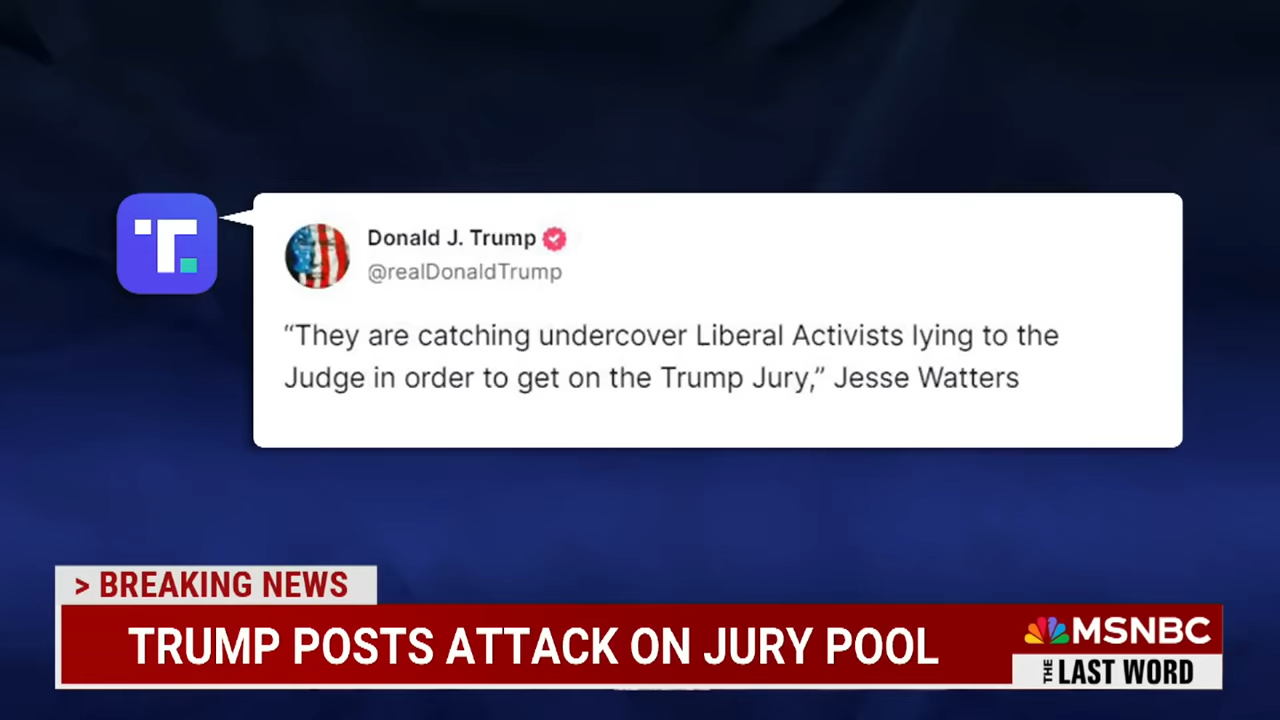 T.
Donald J. Trump
@realDonaldTrump
“They are catching undercover Liberal Activists lying to the
Judge in order to get on the Trump Jury,” Jesse Watters
> BREAKING NEWS
TRUMP POSTS ATTACK ON JURY POOL
MSNBC
THE LAST WORD